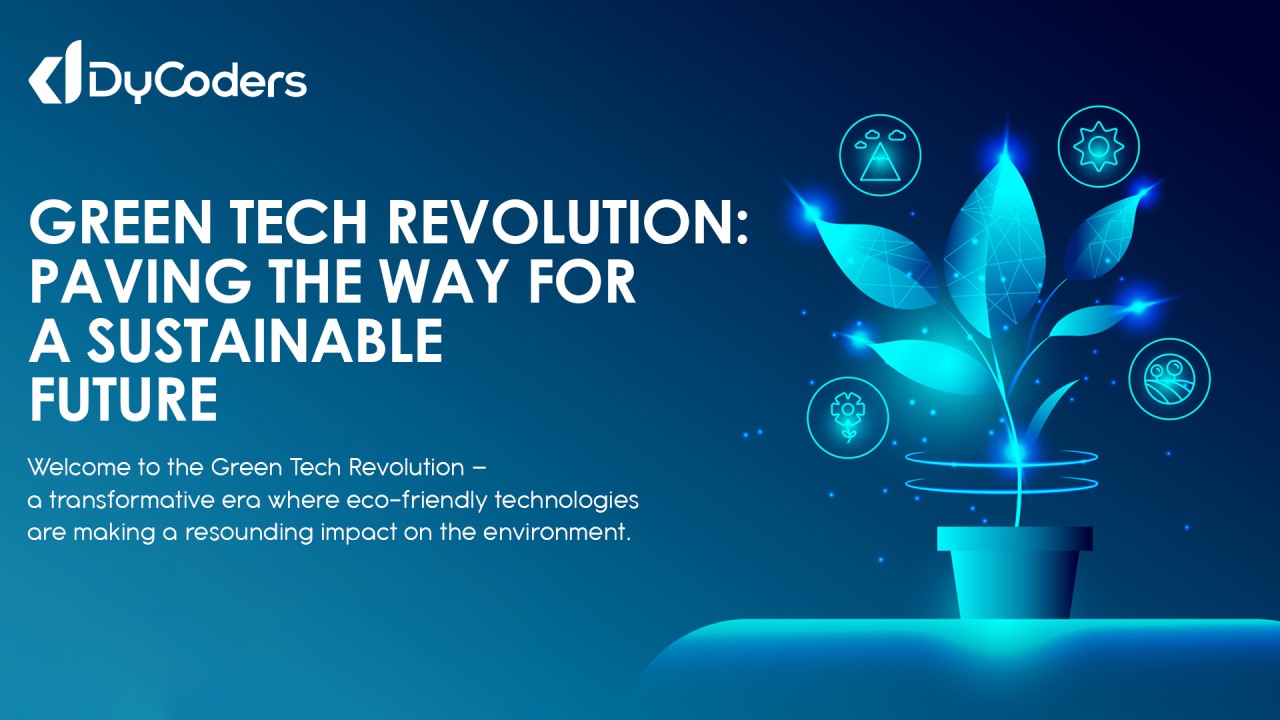 DyCoders
GREEN TECH REVOLUTION:
PAVING THE WAY FOR
A SUSTAINABLE
FUTURE
Welcome to the Green Tech Revolution –
a transformative era where eco-friendly technologies
are making a resounding impact on the environment.